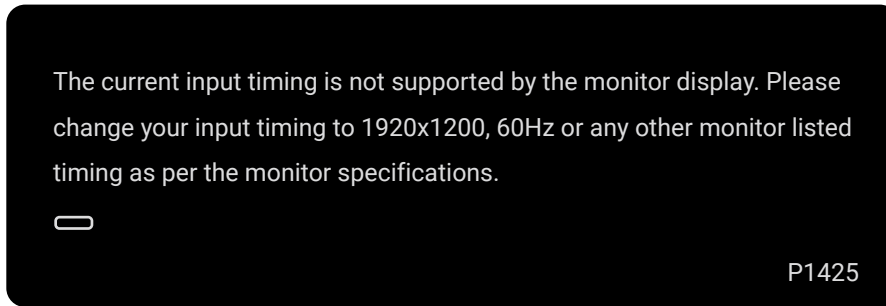 The current input timing is not supported by the monitor display. Please
change your input timing to 1920x1200, 60Hz or any other monitor listed
timing as per the monitor specifications.
P1425